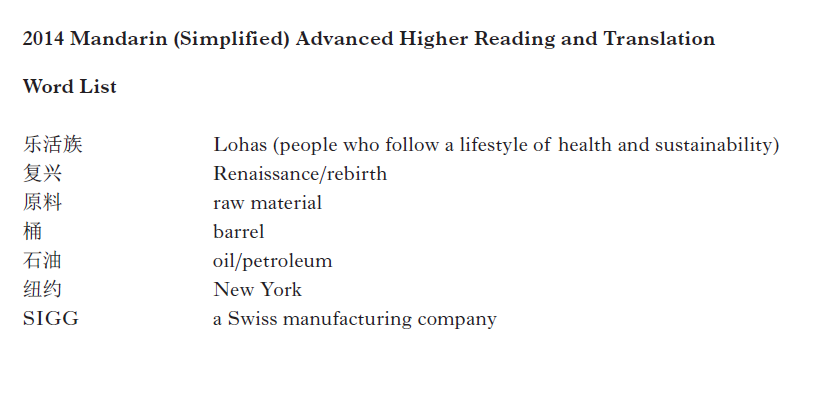 2014 Mandarin (Simplified) Advanced Higher Reading and Translation
Word List
乐活族 Lohas (people who follow a lifestyle of health and sustainability)
复兴 Renaissance/rebirth
原料 raw material
桶 barrel
石油 oil/petroleum
纽约 New York
SIGG a Swiss manufacturing company